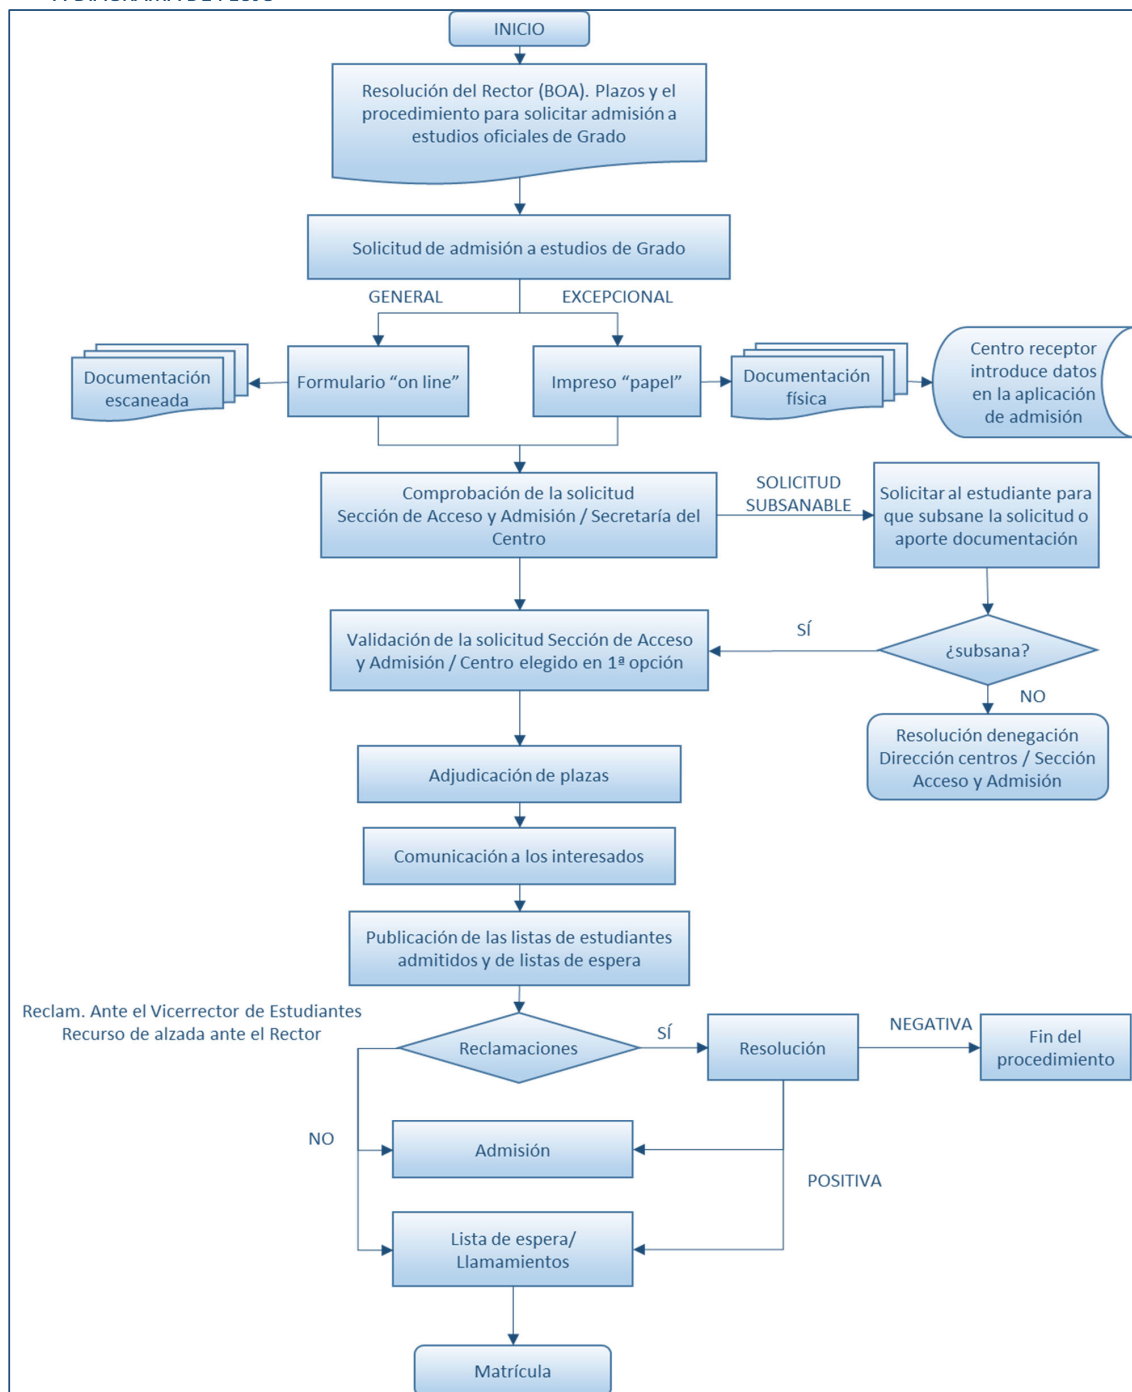 INICIO
Resolución del Rector (BOA). Plazos y el
procedimiento para solicitar admisión a
estudios oficiales de Grado
Solicitud de admisión a estudios de Grado
GENERAL
EXCEPCIONAL
Documentación
escaneada
Formulario “on line”
Impreso “papel”
Documentación
física
Centro receptor
introduce datos
en la aplicación
de admisión
Comprobación de la solicitud
Sección de Acceso y Admisión / Secretaría del
Centro
SOLICITUD
SUBSANABLE
Solicitar al estudiante para
que subsane la solicitud o
aporte documentación
Validación de la solicitud Sección de Acceso
y Admisión / Centro elegido en 1ª opción
SÍ
¿subsana?
NO
Resolución denegación
Dirección centros / Sección
Acceso y Admisión
Adjudicación de plazas
Comunicación a los interesados
Publicación de las listas de estudiantes
admitidos y de listas de espera
Reclam. Ante el Vicerrector de Estudiantes
Recurso de alzada ante el Rector
Reclamaciones
SÍ
Resolución
NEGATIVA
Fin del
procedimiento
NO
Admisión
POSITIVA
Lista de espera/
Llamamientos
Matrícula